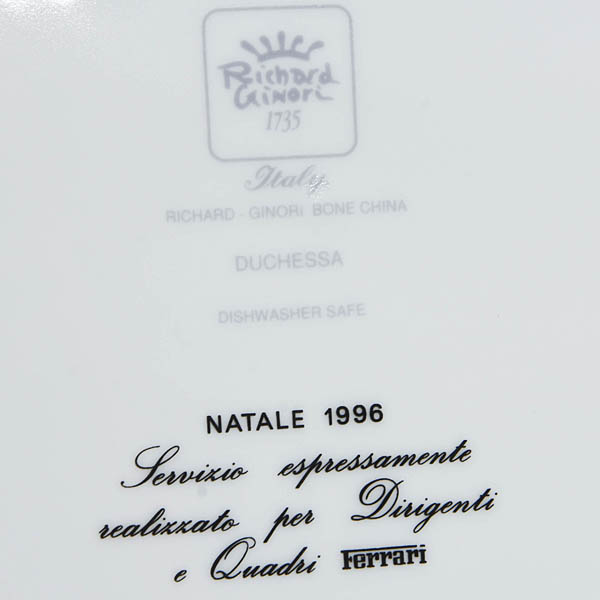 Richard
Ginori
1735
Italy
RICHARD - GINORI BONE CHINA
DUCHESSA
DISHWASHER SAFE
NATALE 1996
Servizio espressamente
realizzato per Dirigenti
e Quadri Ferrari